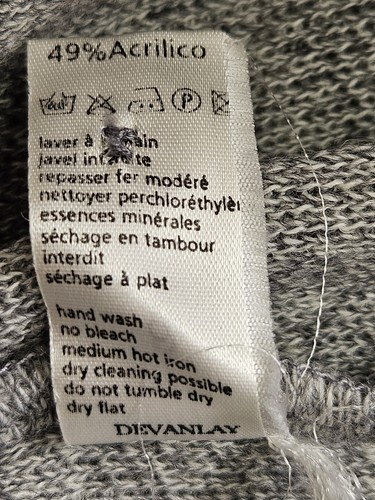 49%Acrilico
P
laver à
javel
repasser fer modéré
nettoyer
essences minérales
séchage en tambour
interdit
séchage à plat
hand wash
no bleach
medium hot iron
dry cleaning possible
do not tumble dry
dry flat
DEVANLAY